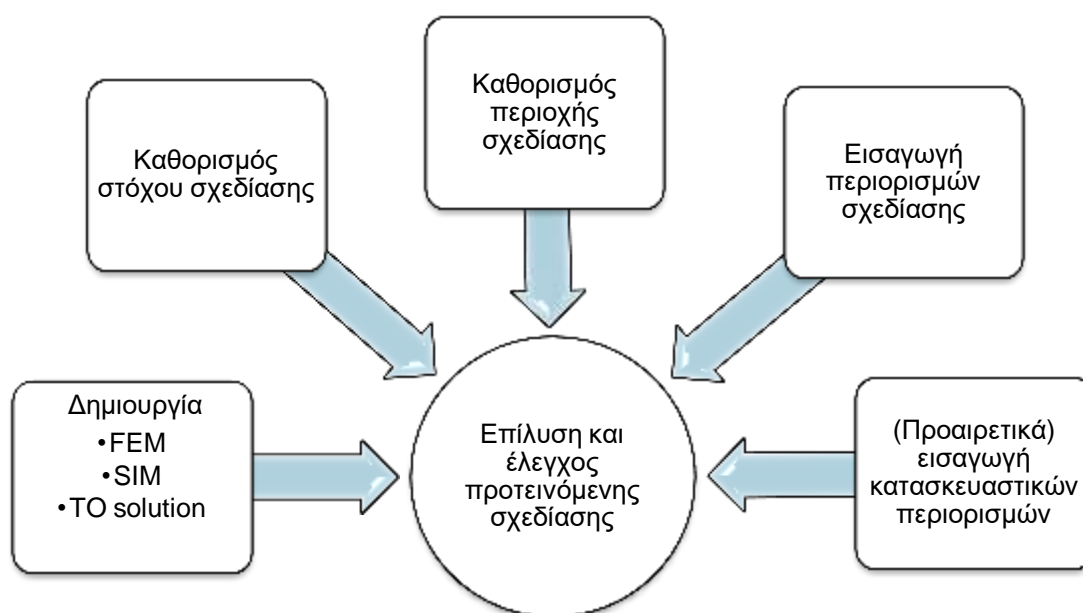 Δημιουργία
•FEM
•SIM
•TO solution
Καθορισμός
στόχου σχεδίασης
Καθορισμός
περιοχής
σχεδίασης
Εισαγωγή
περιορισμών
σχεδίασης
(Προαιρετικά)
εισαγωγή
κατασκευαστικών
περιορισμών
Επίλυση και
έλεγχος
προτεινόμενης
σχεδίασης